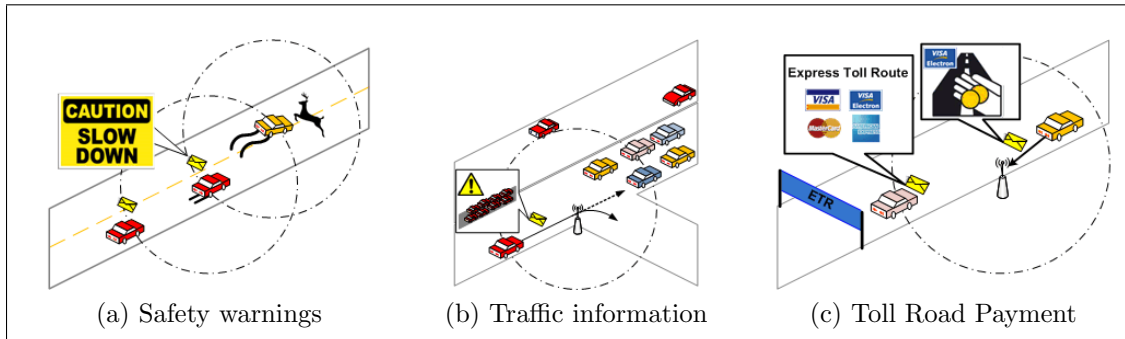 CAUTION
SLOW
DOWN
Express Toll Route
VISA
VISA
Electron
MasterCard
VISA
Electron
ETR
(a) Safety warnings
(b) Traffic information
(c) Toll Road Payment